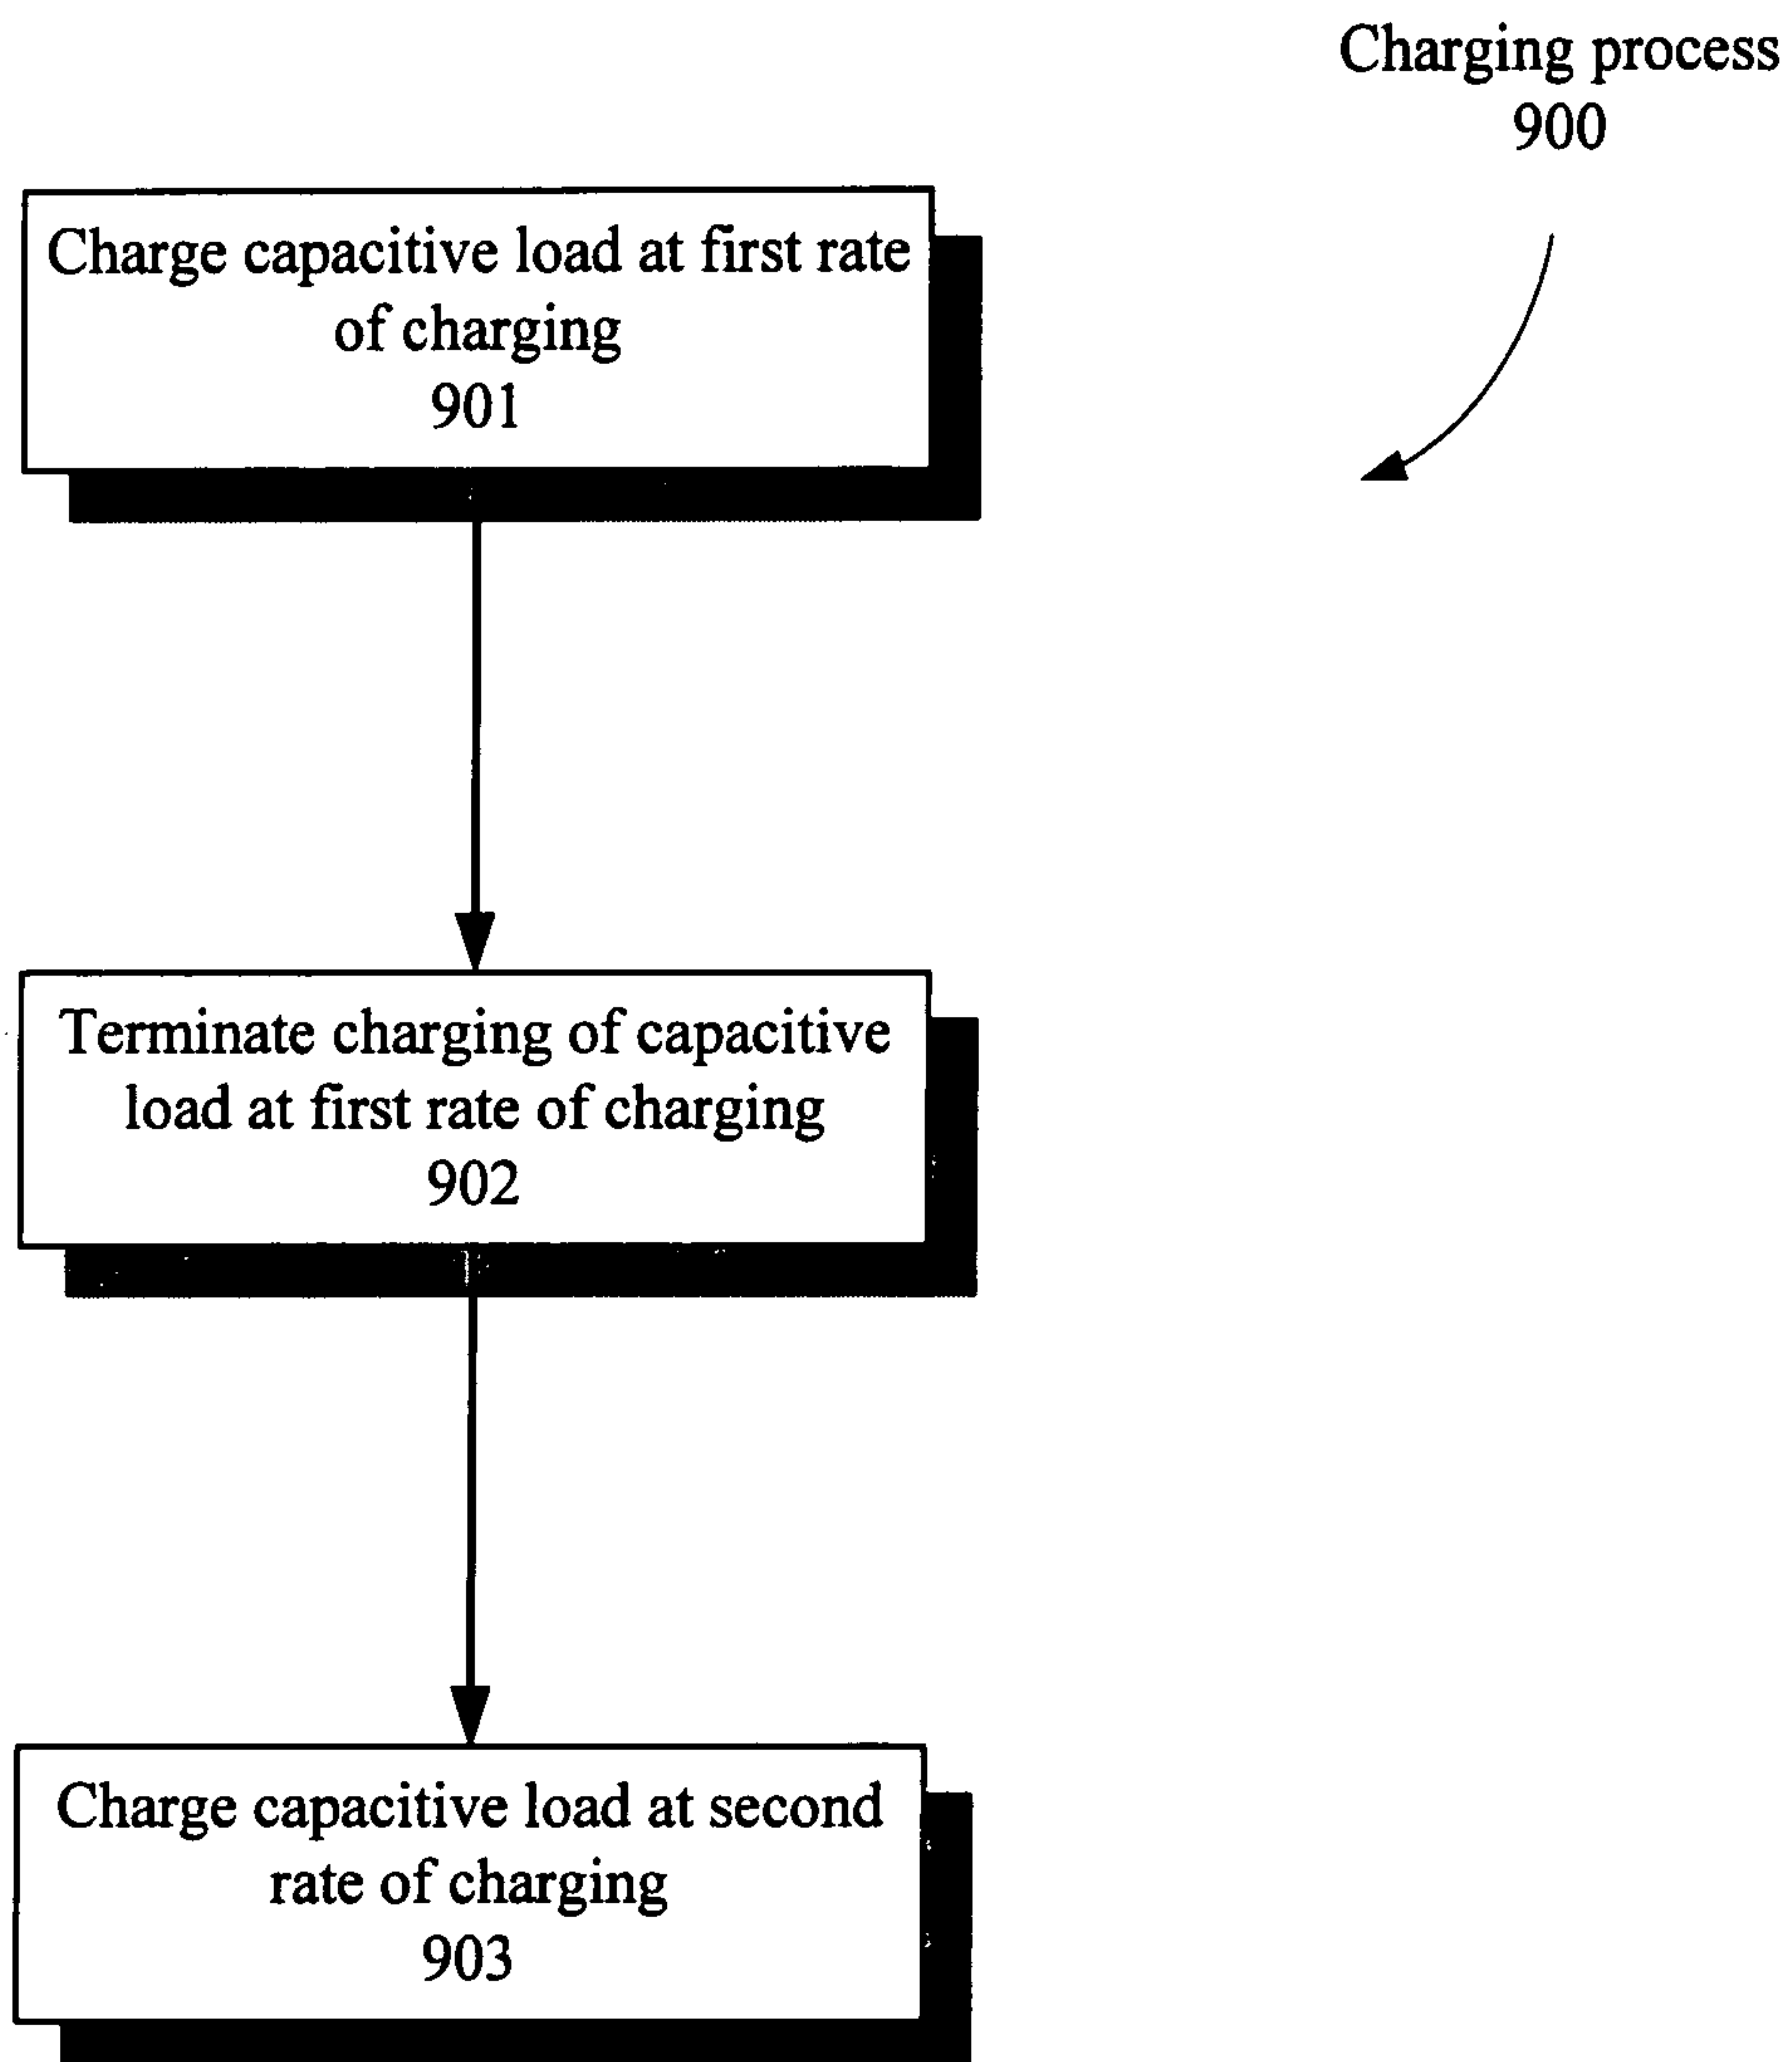 Charging process
900
Charge capacitive load at first rate
of charging
901
Terminate charging of capacitive
load at first rate of charging
902
Charge capacitive load at second
rate of charging
903